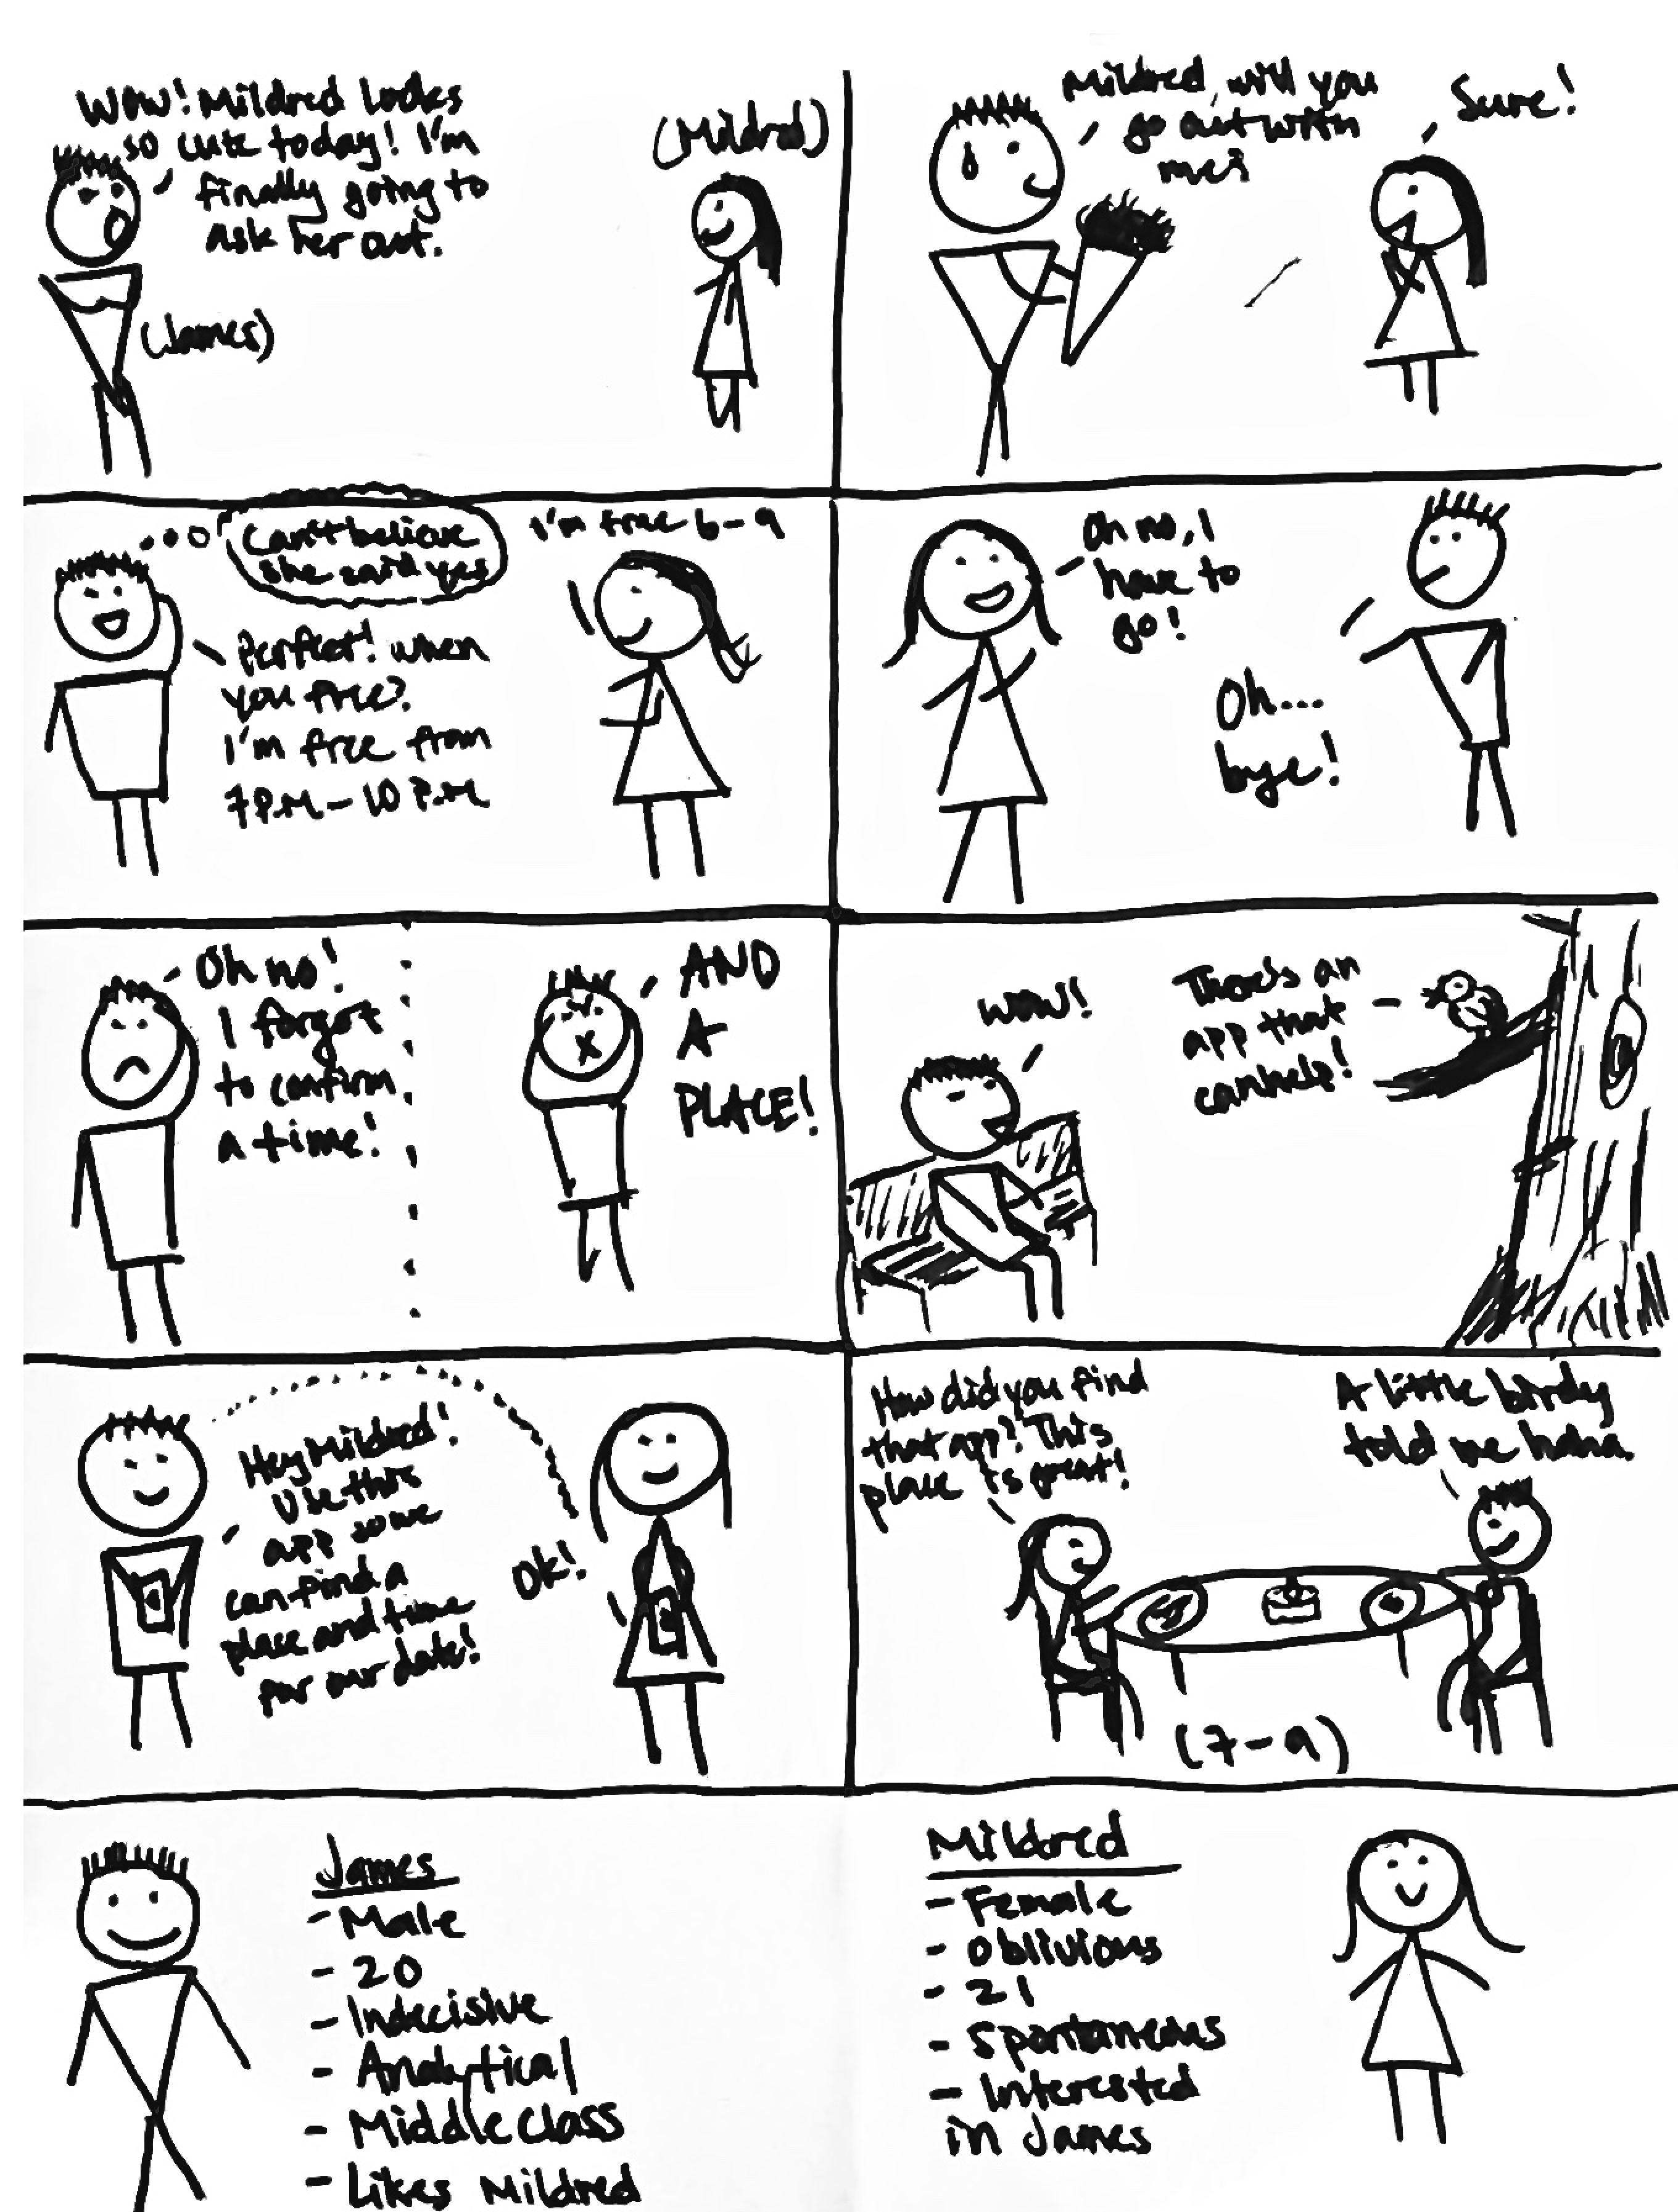 Wow! Mildred looks
so cute today! I'm
finally going to
ask her out.
(James)
(Mildred)
Mildred, will you
go out with
me?
Sure!
Can't believe
she said yes
Perfect! when
you free?
I'm free from
7 P.M - 10 P.M
I'm free 6-9
Oh no, I
have to
go!
Oh....
bye!
Oh no!
I forgot
to confirm
a time!
AND
A
PLACE!
WOW!
There's an
app that
can help!
Hey Mildred!
Use this
app so we
can find a
place and time
for our date!
Ok!
How did you find
that app? This
place is great!
A little birdy
told me haha
(7-9)
James
- Male
- 20
- Indecisive
- Analytical
- Middle Class
- Likes Mildred
Mildred
- Female
- Oblivious
- 21
- Spontaneous
- Interested
in James